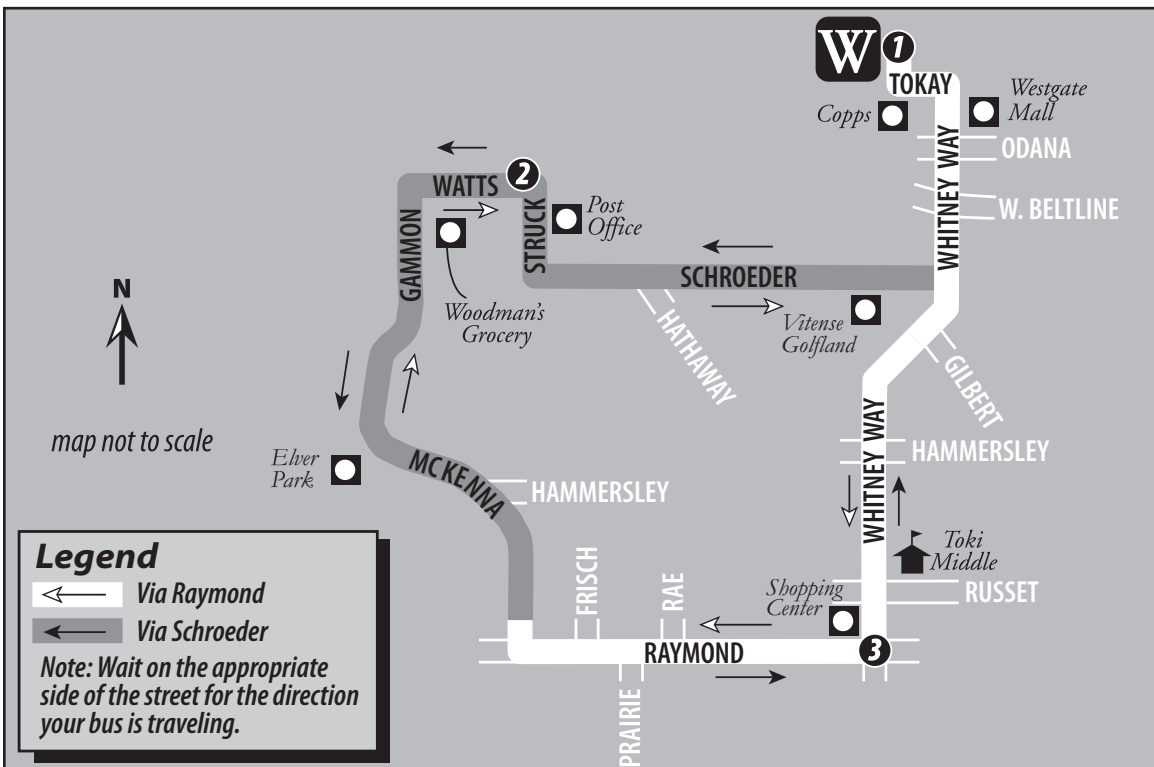 W
1
TOKAY
Copps
Westgate
Mall
WHITNEY WAY
ODANA
W. BELTLINE
2
WATTS
STRUCK
Post
Office
GAMMON
SCHROEDER
Woodman's
Grocery
HATHAWAY
Vitense
Golfland
GILBERT
N
map not to scale
WHITNEY WAY
HAMMERSLEY
Elver
Park
MCKENNA
HAMMERSLEY
Toki
Middle
RUSSET
Shopping
Center
FRISCH
RAE
RAYMOND
3
PRAIRIE
Legend
Via Raymond
Via Schroeder
Note: Wait on the appropriate
side of the street for the direction
your bus is traveling.